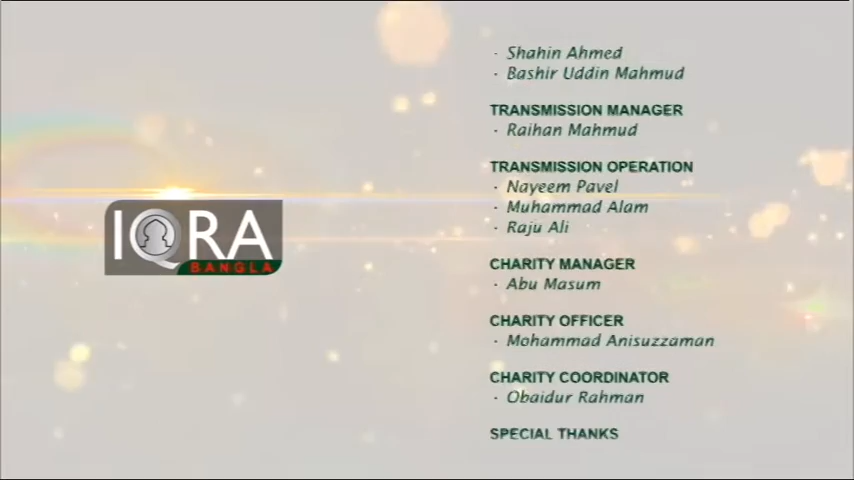 IQRA
BANGLA
· Shahin Ahmed
· Bashir Uddin Mahmud
TRANSMISSION MANAGER
· Raihan Mahmud
TRANSMISSION OPERATION
· Nayeem Pavel
· Muhammad Alam
· Raju Ali
CHARITY MANAGER
· Abu Masum
CHARITY OFFICER
· Mohammad Anisuzzaman
CHARITY COORDINATOR
· Obaidur Rahman
SPECIAL THANKS